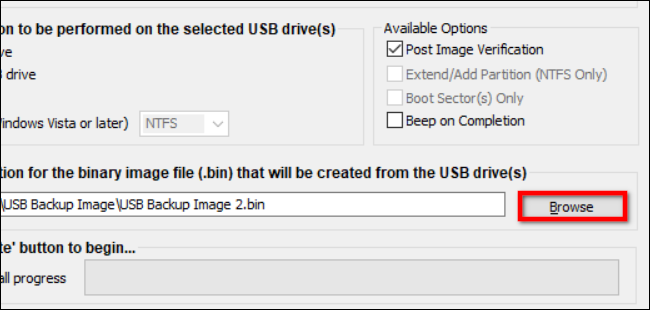 on to be performed on the selected USB drive(s)
ve
drive
Windows Vista or later) NTFS
Available Options
Post Image Verification
Extend/Add Partition (NTFS Only)
Boot Sector(s) Only
Beep on Completion
tion for the binary image file (.bin) that will be created from the USB drive(s)
\USB Backup Image\USB Backup Image 2.bin
Browse
te' button to begin...
all progress